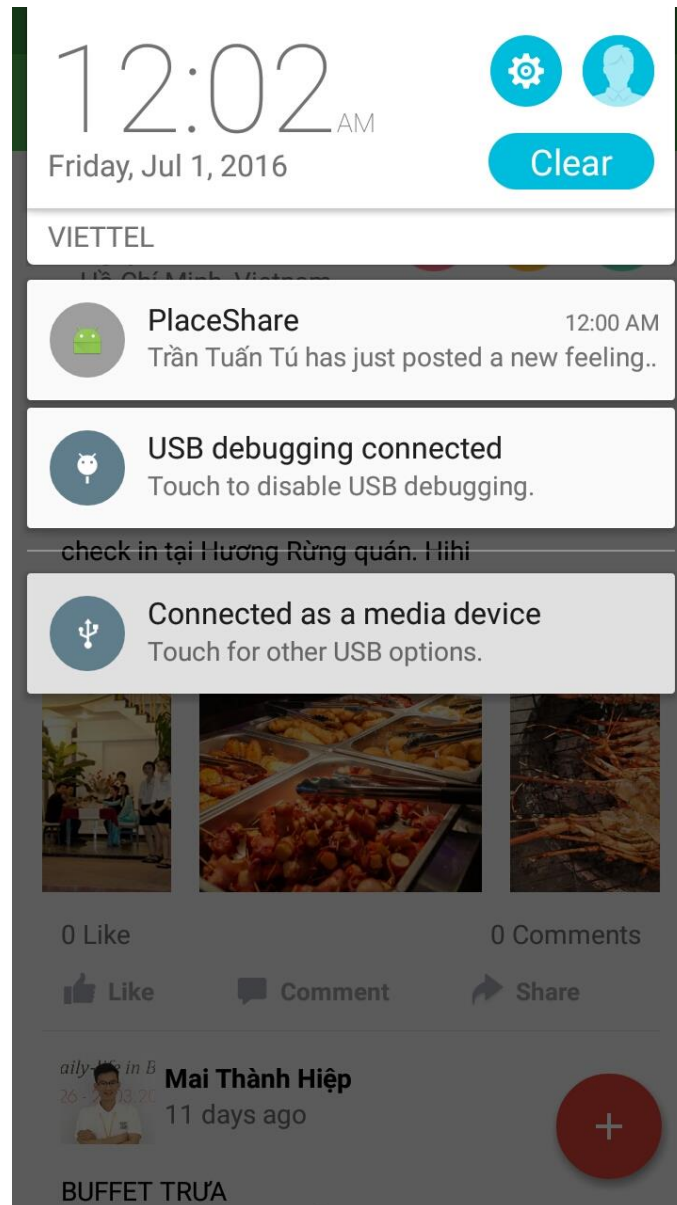 12:02 AM
Friday, Jul 1, 2016
Clear
VIETTEL
Hồ Chí Minh, Vietnam
PlaceShare 12:00 AM
Trần Tuấn Tú has just posted a new feeling..
USB debugging connected
Touch to disable USB debugging.
check in tại Hương Rừng quán. Hihi
Connected as a media device
Touch for other USB options.
0 Like 0 Comments
Like Comment Share
in B
Mai Thành Hiệp
11 days ago
BUFFET TRƯA